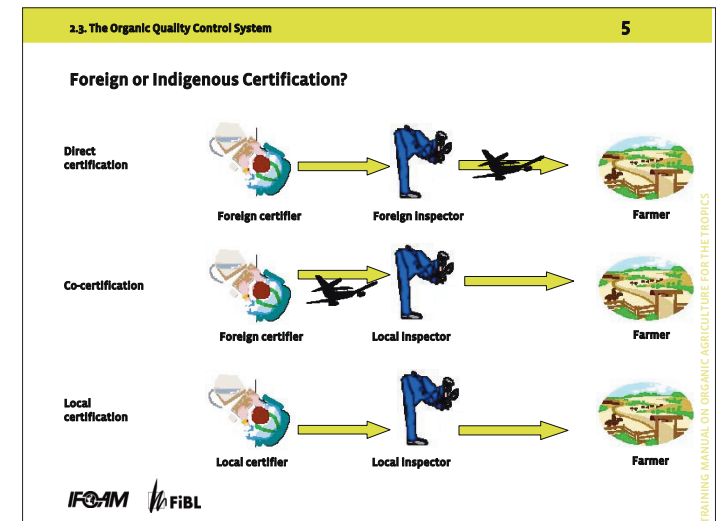 2.3. The Organic Quality Control System
5
Foreign or Indigenous Certification?
Direct
certification
Foreign certifier
Foreign inspector
Farmer
Co-certification
Foreign certifier
Local inspector
Farmer
Local
certification
Local certifier
Local inspector
Farmer
IFOAM
FiBL
TRAINING MANUAL ON ORGANIC AGRICULTURE FOR THE TROPICS